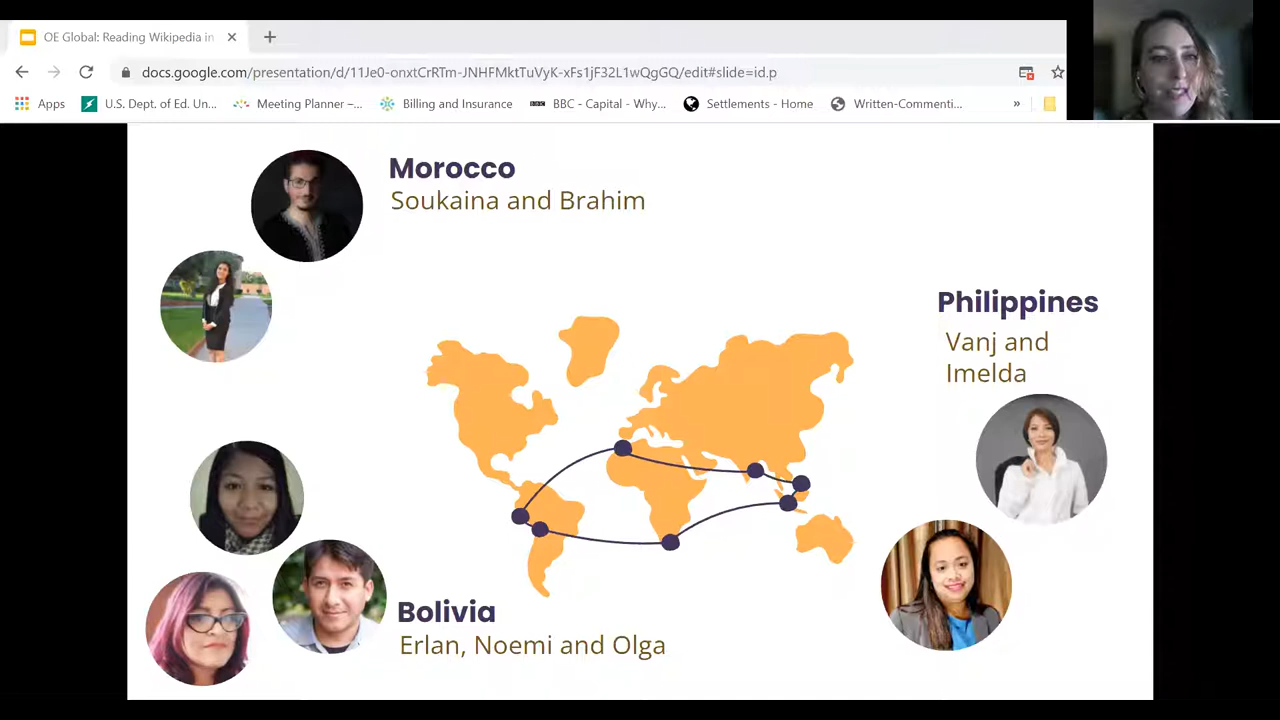 OE Global: Reading Wikipedia in
docs.google.com/presentation/d/11Je0-onxtCrRTm-JNHFMktTuVyK-xFs1jF32L1wQgGQ/edit#slide=id.p
Apps
U.S. Dept. of Ed. Un...
Meeting Planner –...
Billing and Insurance
BBC
BBC - Capital - Why...
Settlements - Home
Written-Commenti...
»
Morocco
Soukaina and Brahim
Philippines
Vanj and
Imelda
Bolivia
Erlan, Noemi and Olga